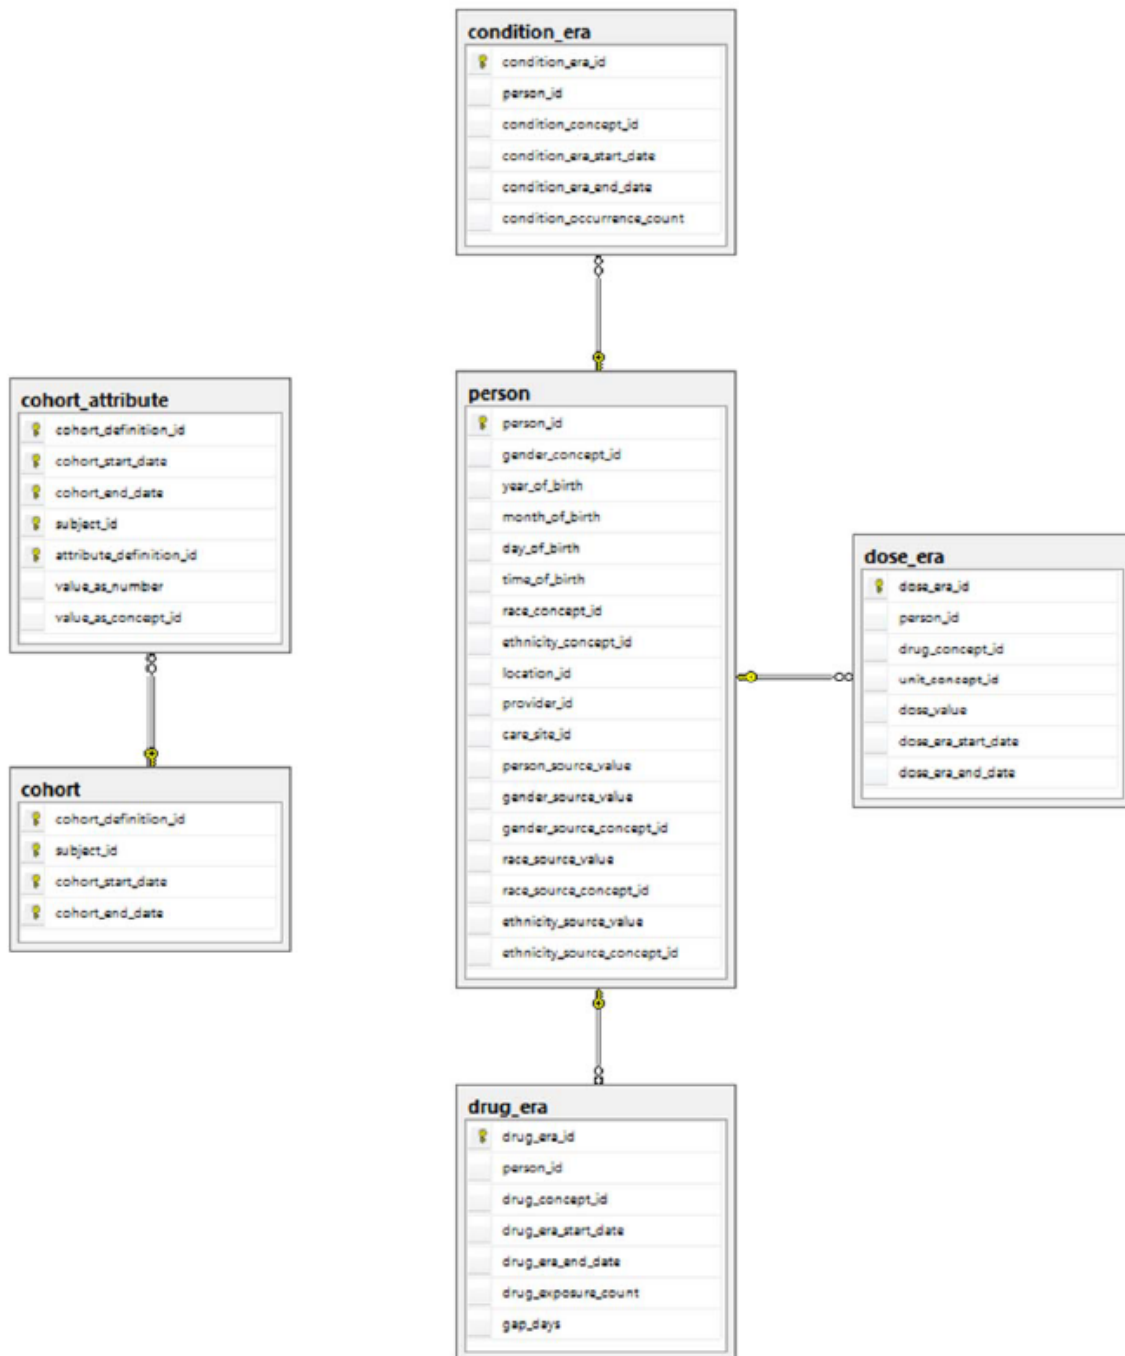 condition_era
condition_era_id
person_id
condition_concept_id
condition_era_start_date
condition_era_end_date
condition_occurrence_count
cohort_attribute
cohort_definition_id
cohort_start_date
cohort_end_date
subject_id
attribute_definition_id
value_as_number
value_as_concept_id
cohort
cohort_definition_id
subject_id
cohort_start_date
cohort_end_date
person
person_id
gender_concept_id
year_of_birth
month_of_birth
day_of_birth
time_of_birth
race_concept_id
ethnicity_concept_id
location_id
provider_id
care_site_id
person_source_value
gender_source_value
gender_source_concept_id
race_source_value
race_source_concept_id
ethnicity_source_value
ethnicity_source_concept_id
dose_era
dose_era_id
person_id
drug_concept_id
unit_concept_id
dose_value
dose_era_start_date
dose_era_end_date
drug_era
drug_era_id
person_id
drug_concept_id
drug_era_start_date
drug_era_end_date
drug_exposure_count
gap_days